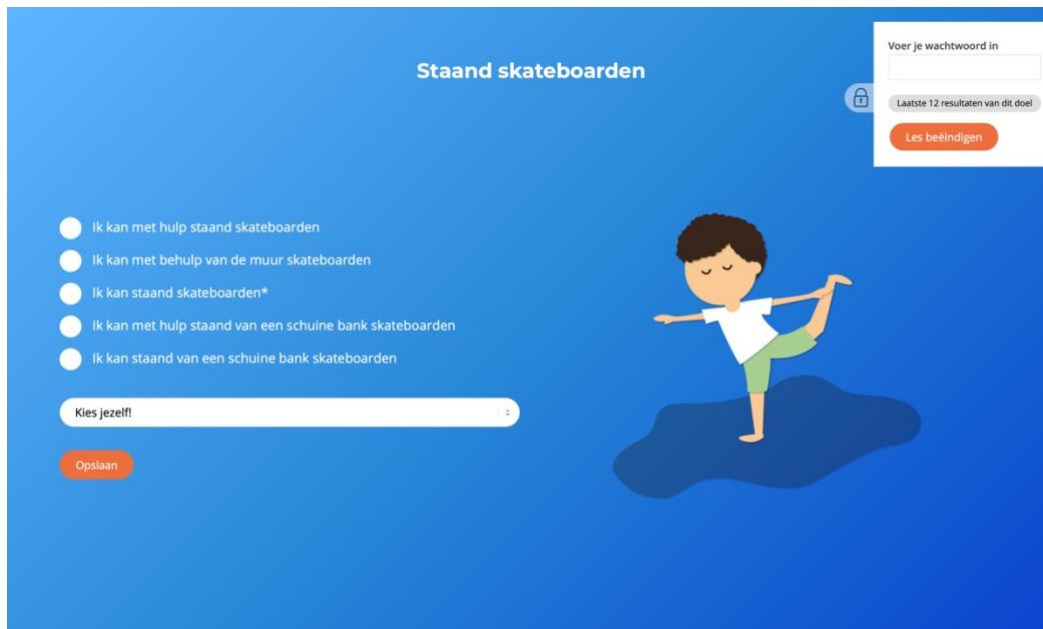 Staand skateboarden
Voer je wachtwoord in
Laatste 12 resultaten van dit doel
Les beëindigen
Ik kan met hulp staand skateboarden
Ik kan met behulp van de muur skateboarden
Ik kan staand skateboarden*
Ik kan met hulp staand van een schuine bank skateboarden
Ik kan staand van een schuine bank skateboarden
Kies jezelf!
Opslaan